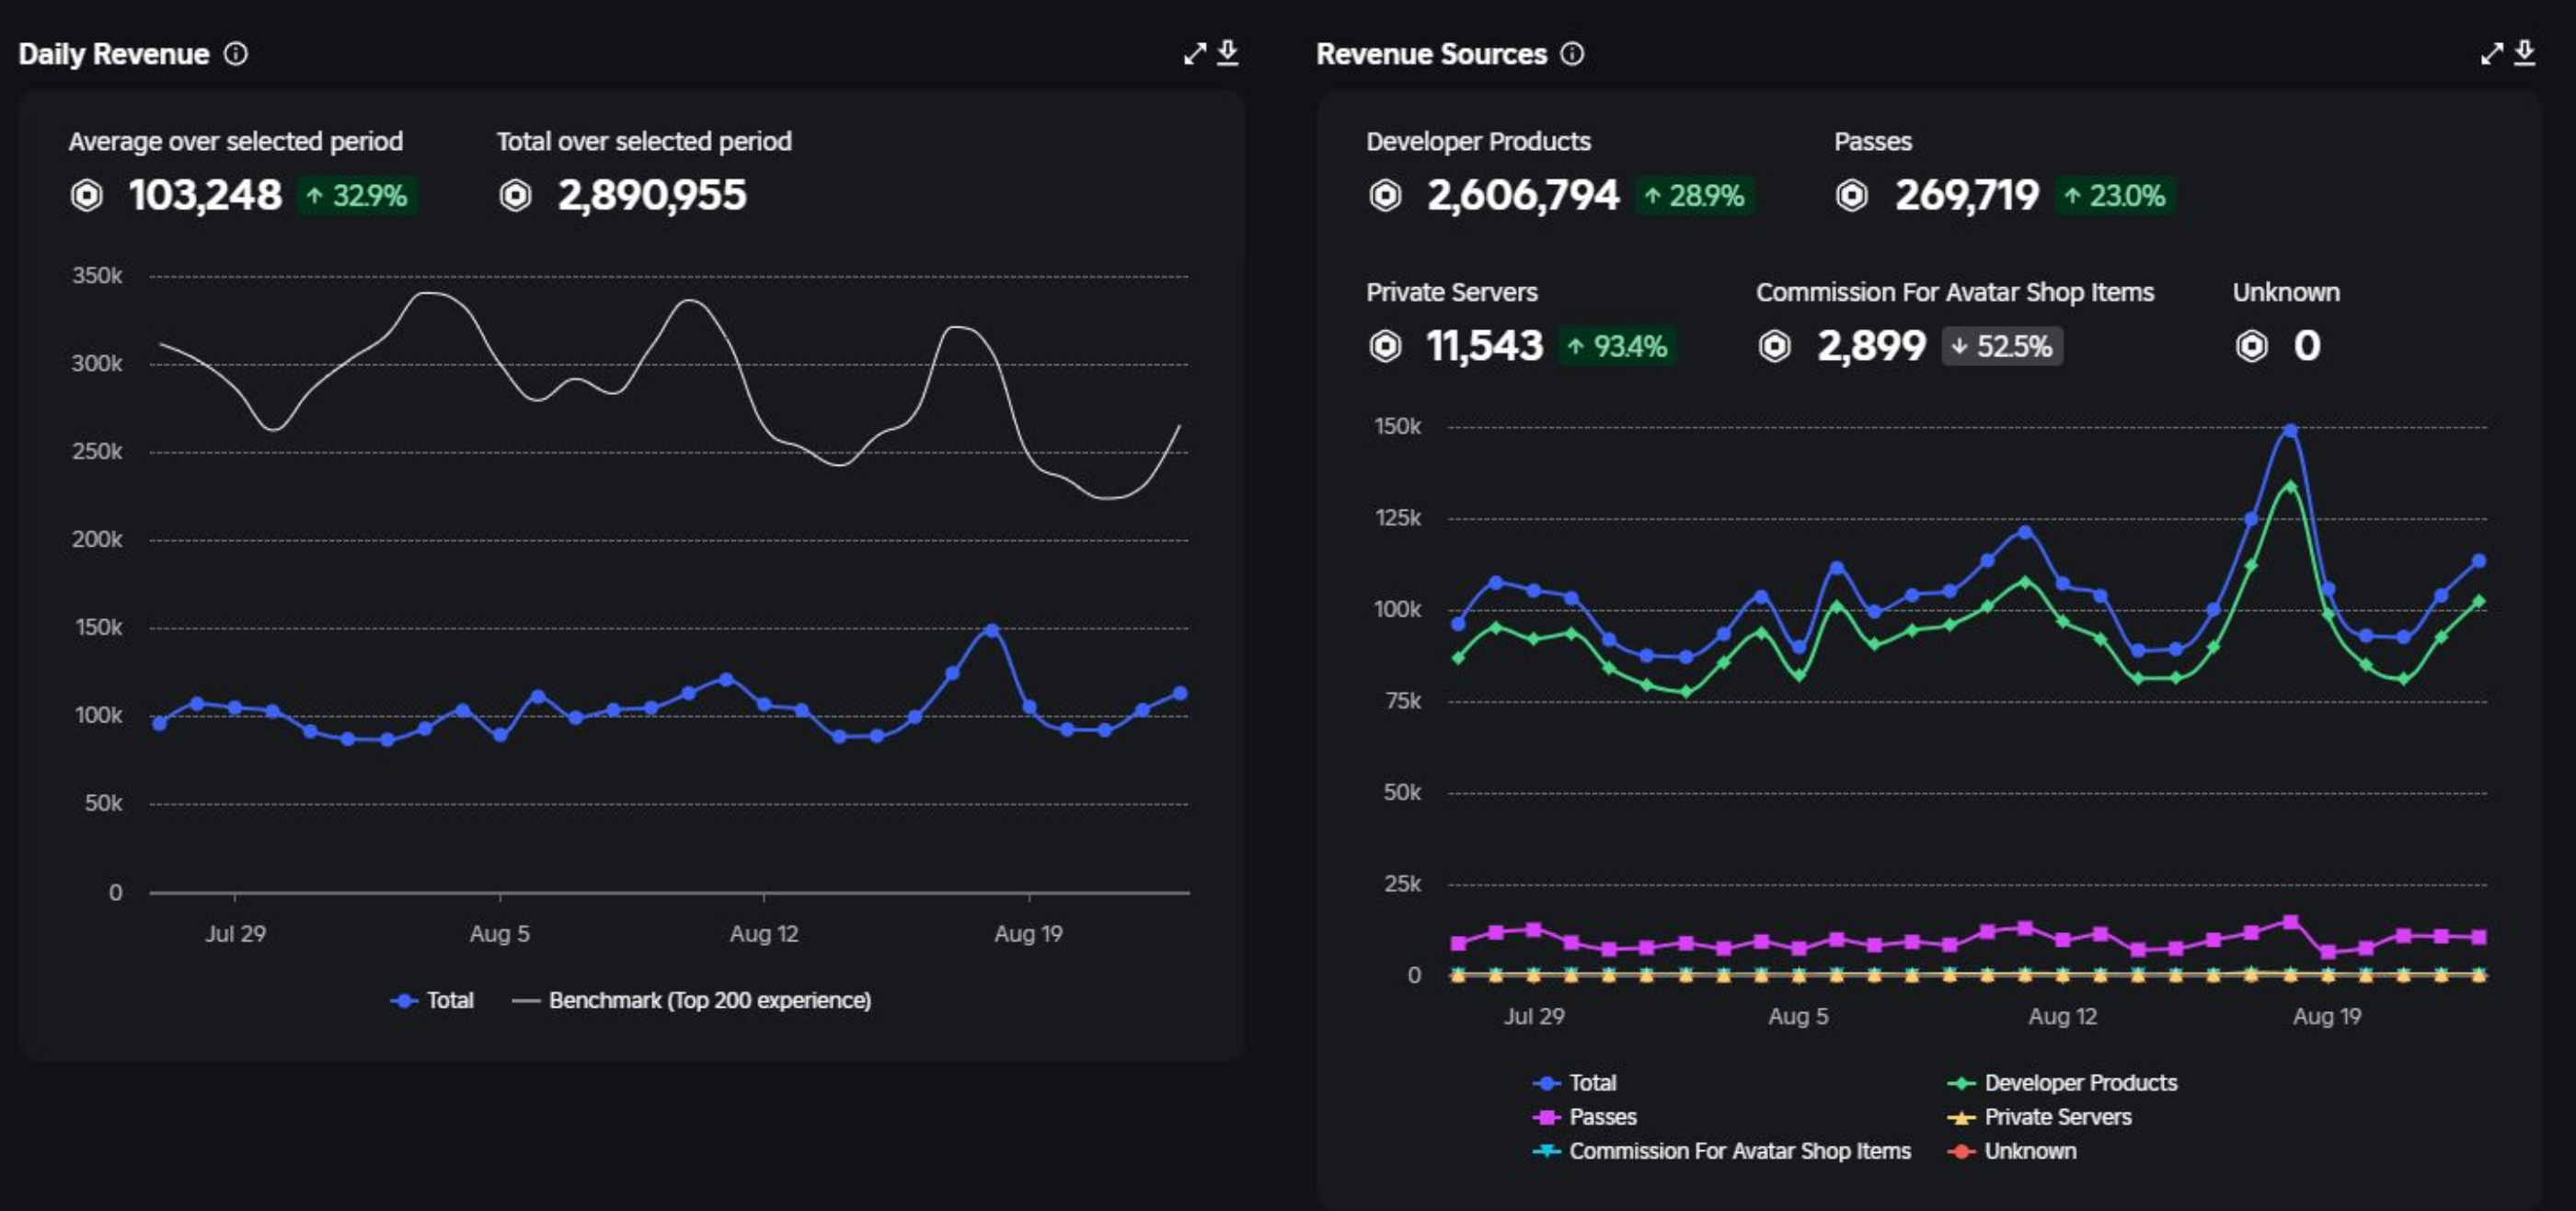 Daily Revenue
Average over selected period
Total over selected period
103,248 ↑ 32.9%
2,890,955
350k
300k
250k
200k
150k
100k
50k
0
Jul 29
Aug 5
Aug 12
Aug 19
Total
Benchmark (Top 200 experience)
Revenue Sources
Developer Products
Passes
2,606,794 ↑ 28.9%
269,719 ↑ 23.0%
Private Servers
Commission For Avatar Shop Items
Unknown
11,543 ↑ 93.4%
2,899 ↓ 52.5%
0
150k
125k
100k
75k
50k
25k
0
Jul 29
Aug 5
Aug 12
Aug 19
Total
Developer Products
Passes
Private Servers
Commission For Avatar Shop Items
Unknown